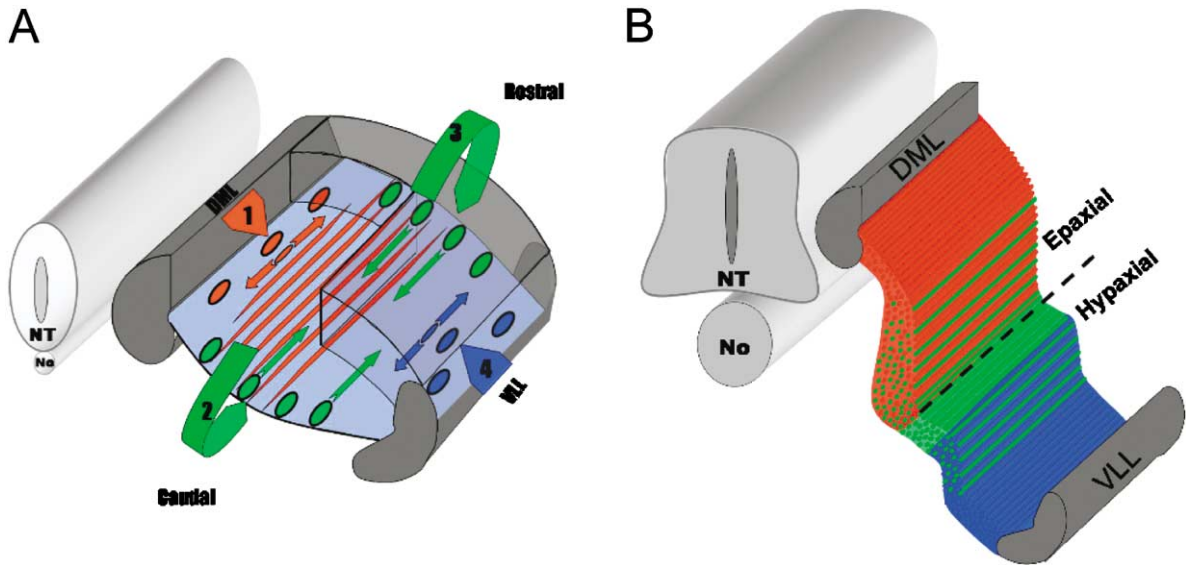 A
B
Rostral
3
DML
1
DML
Epaxial
NT
Hypaxial
NT
No
No
4
VLL
2
VLL
Caudal